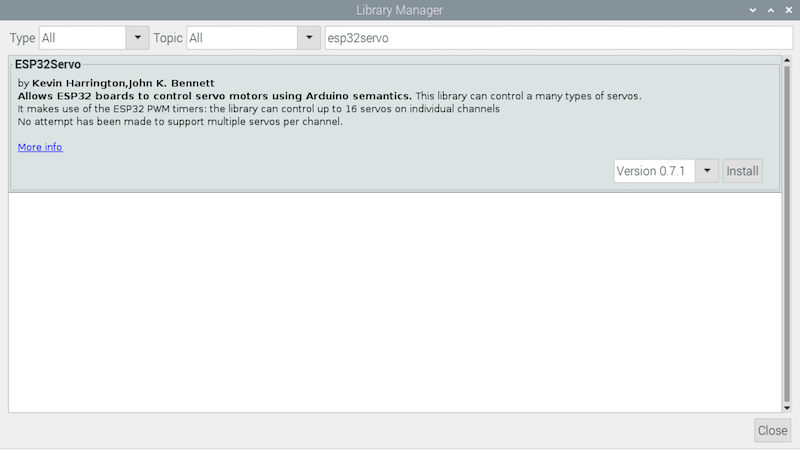 Library Manager
Type All Topic All esp32servo
ESP32Servo
by Kevin Harrington,John K. Bennett
Allows ESP32 boards to control servo motors using Arduino semantics. This library can control a many types of servos.
It makes use of the ESP32 PWM timers: the library can control up to 16 servos on individual channels
No attempt has been made to support multiple servos per channel.
More info
Version 0.7.1 Install
Close